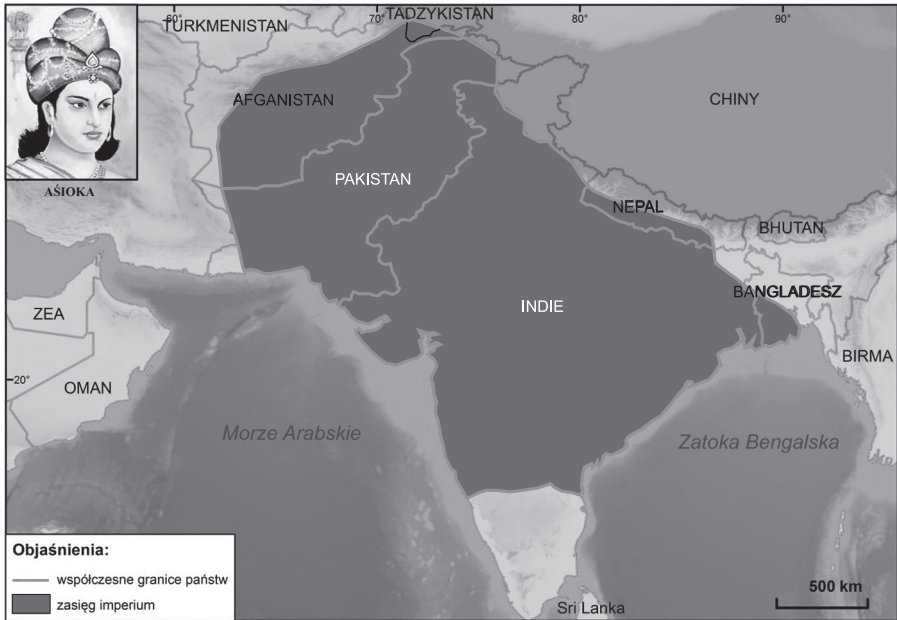 60°
70°
80°
90°
TURKMENISTAN
TADŻYKISTAN
AFGANISTAN
CHINY
AŚIOKA
PAKISTAN
NEPAL
BHUTAN
INDIE
BANGLADESZ
ZEA
BIRMA
20°
OMAN
Morze Arabskie
Zatoka Bengalska
Objaśnienia:
współczesne granice państw
zasięg imperium
500 km
Sri Lanka